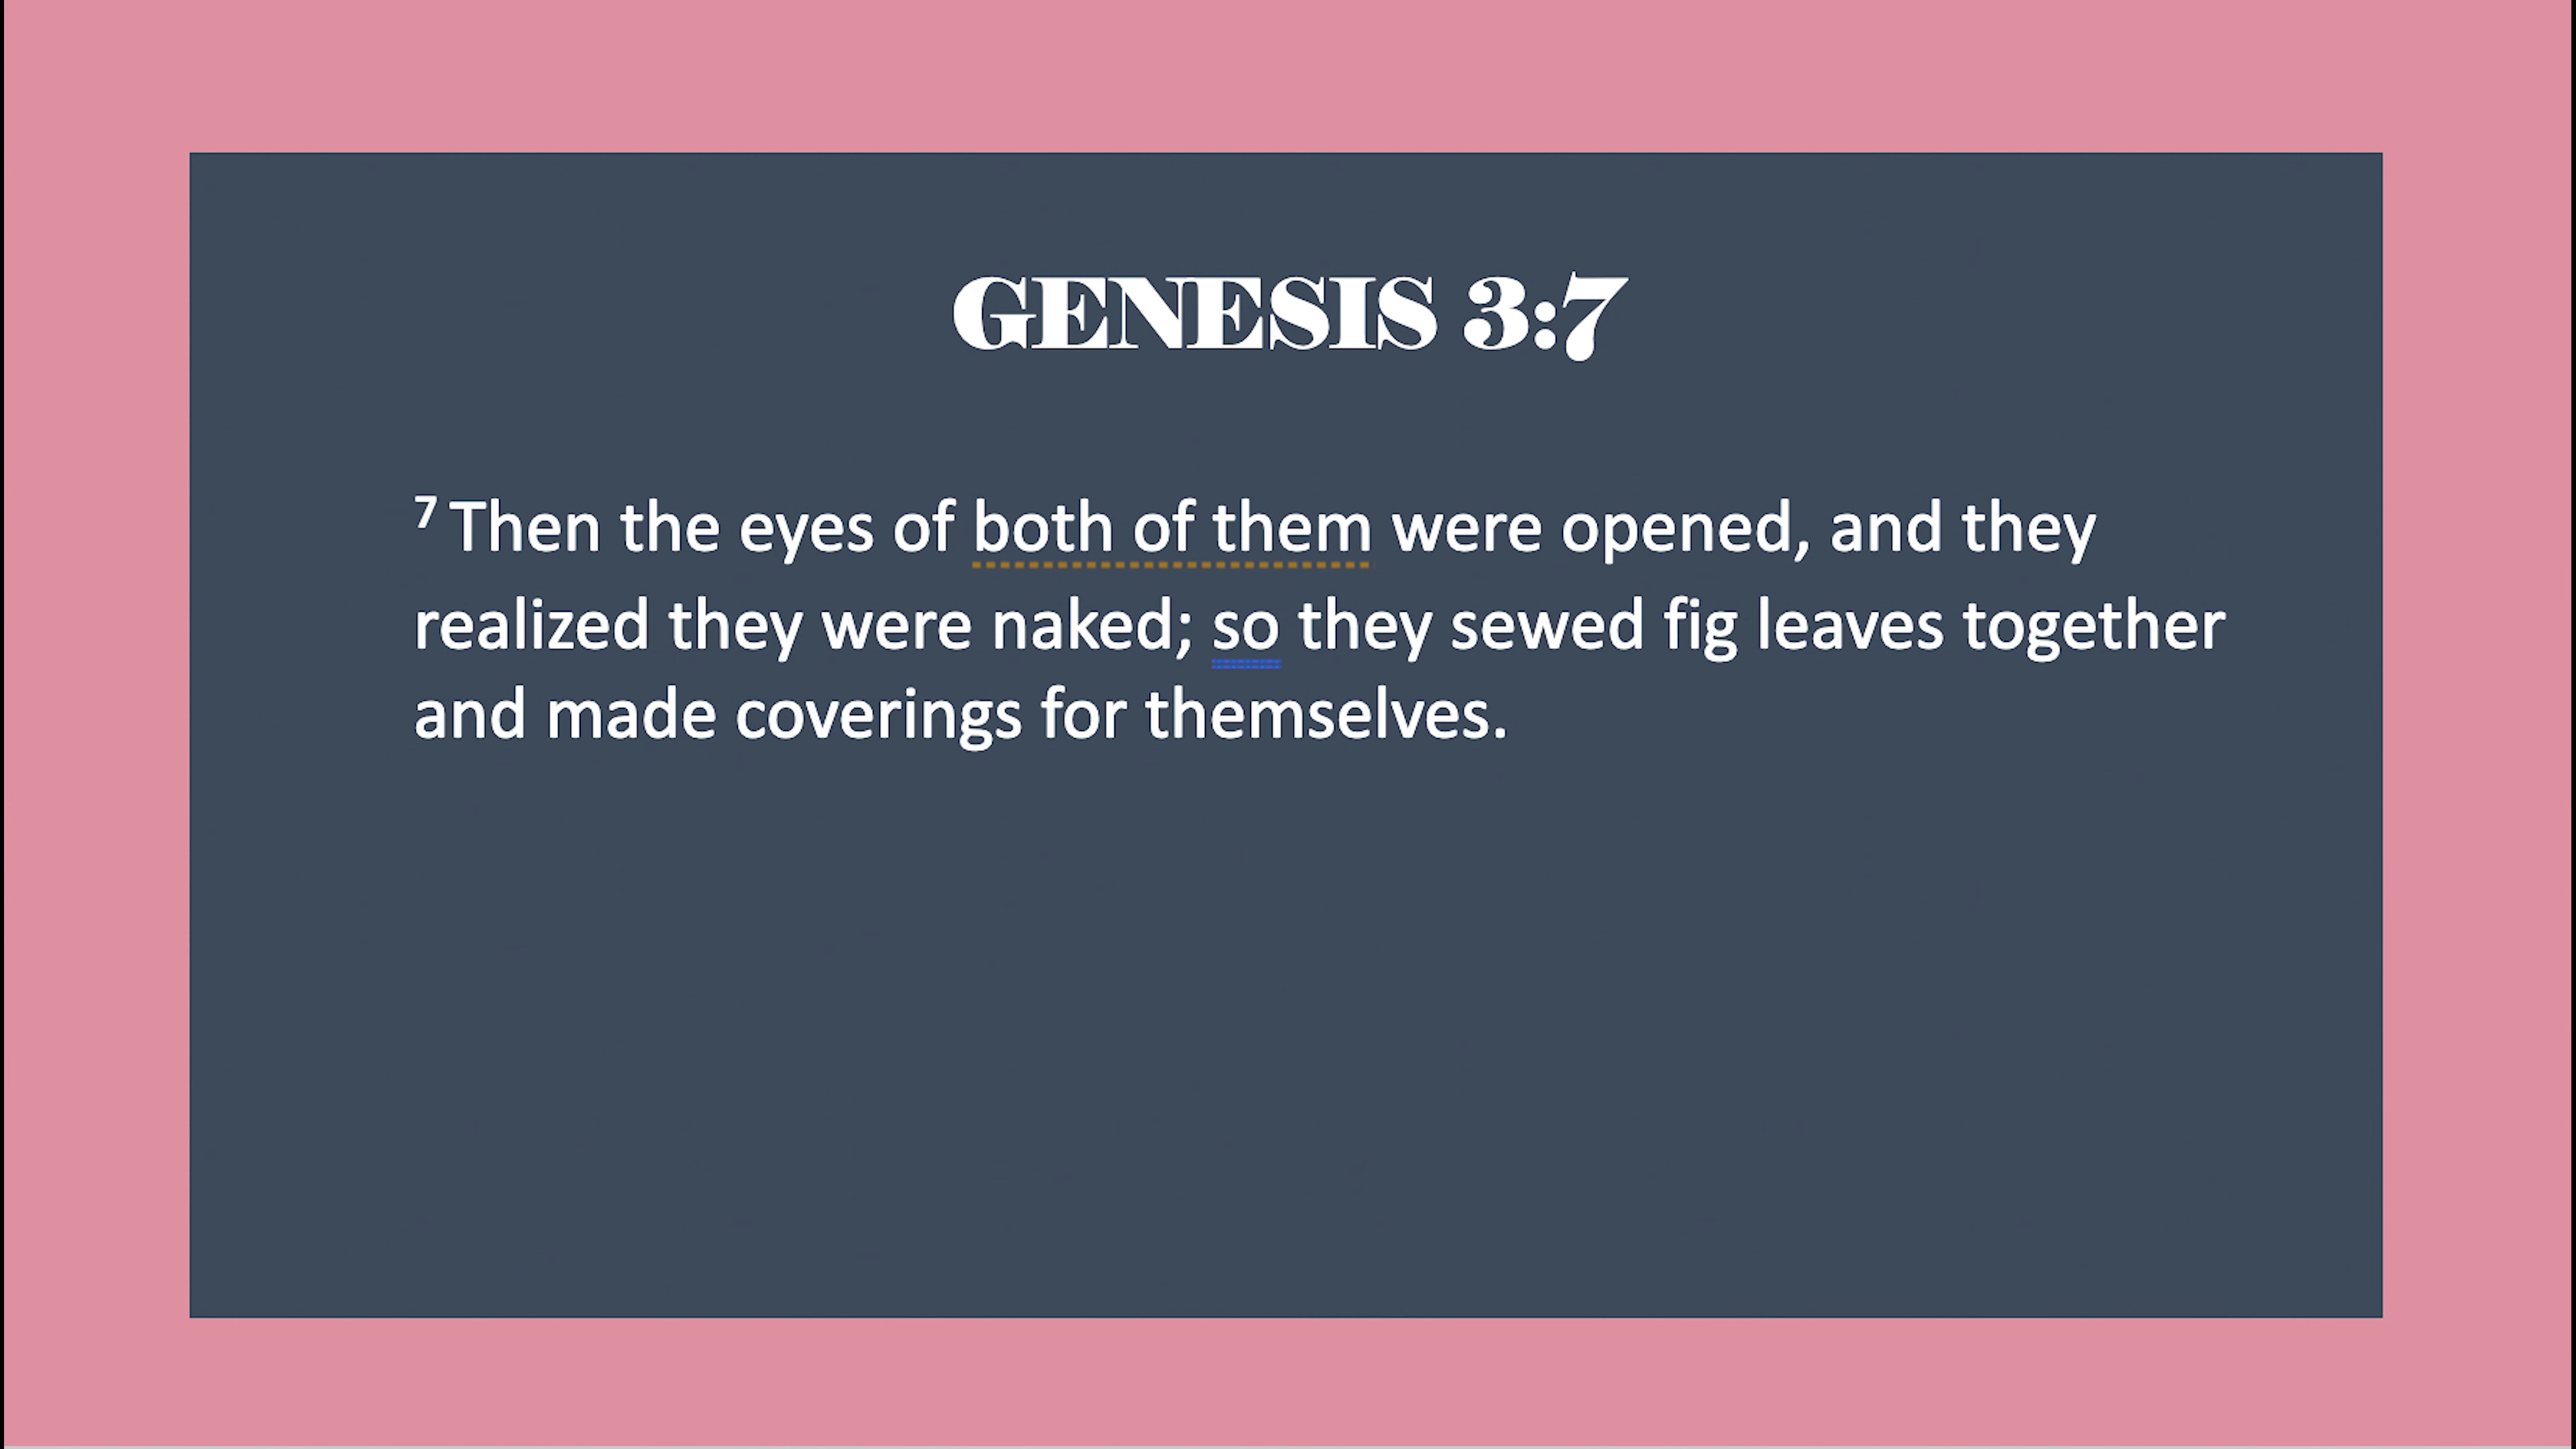 GENESIS 3:7
⁷ Then the eyes of both of them were opened, and they
realized they were naked; so they sewed fig leaves together
and made coverings for themselves.